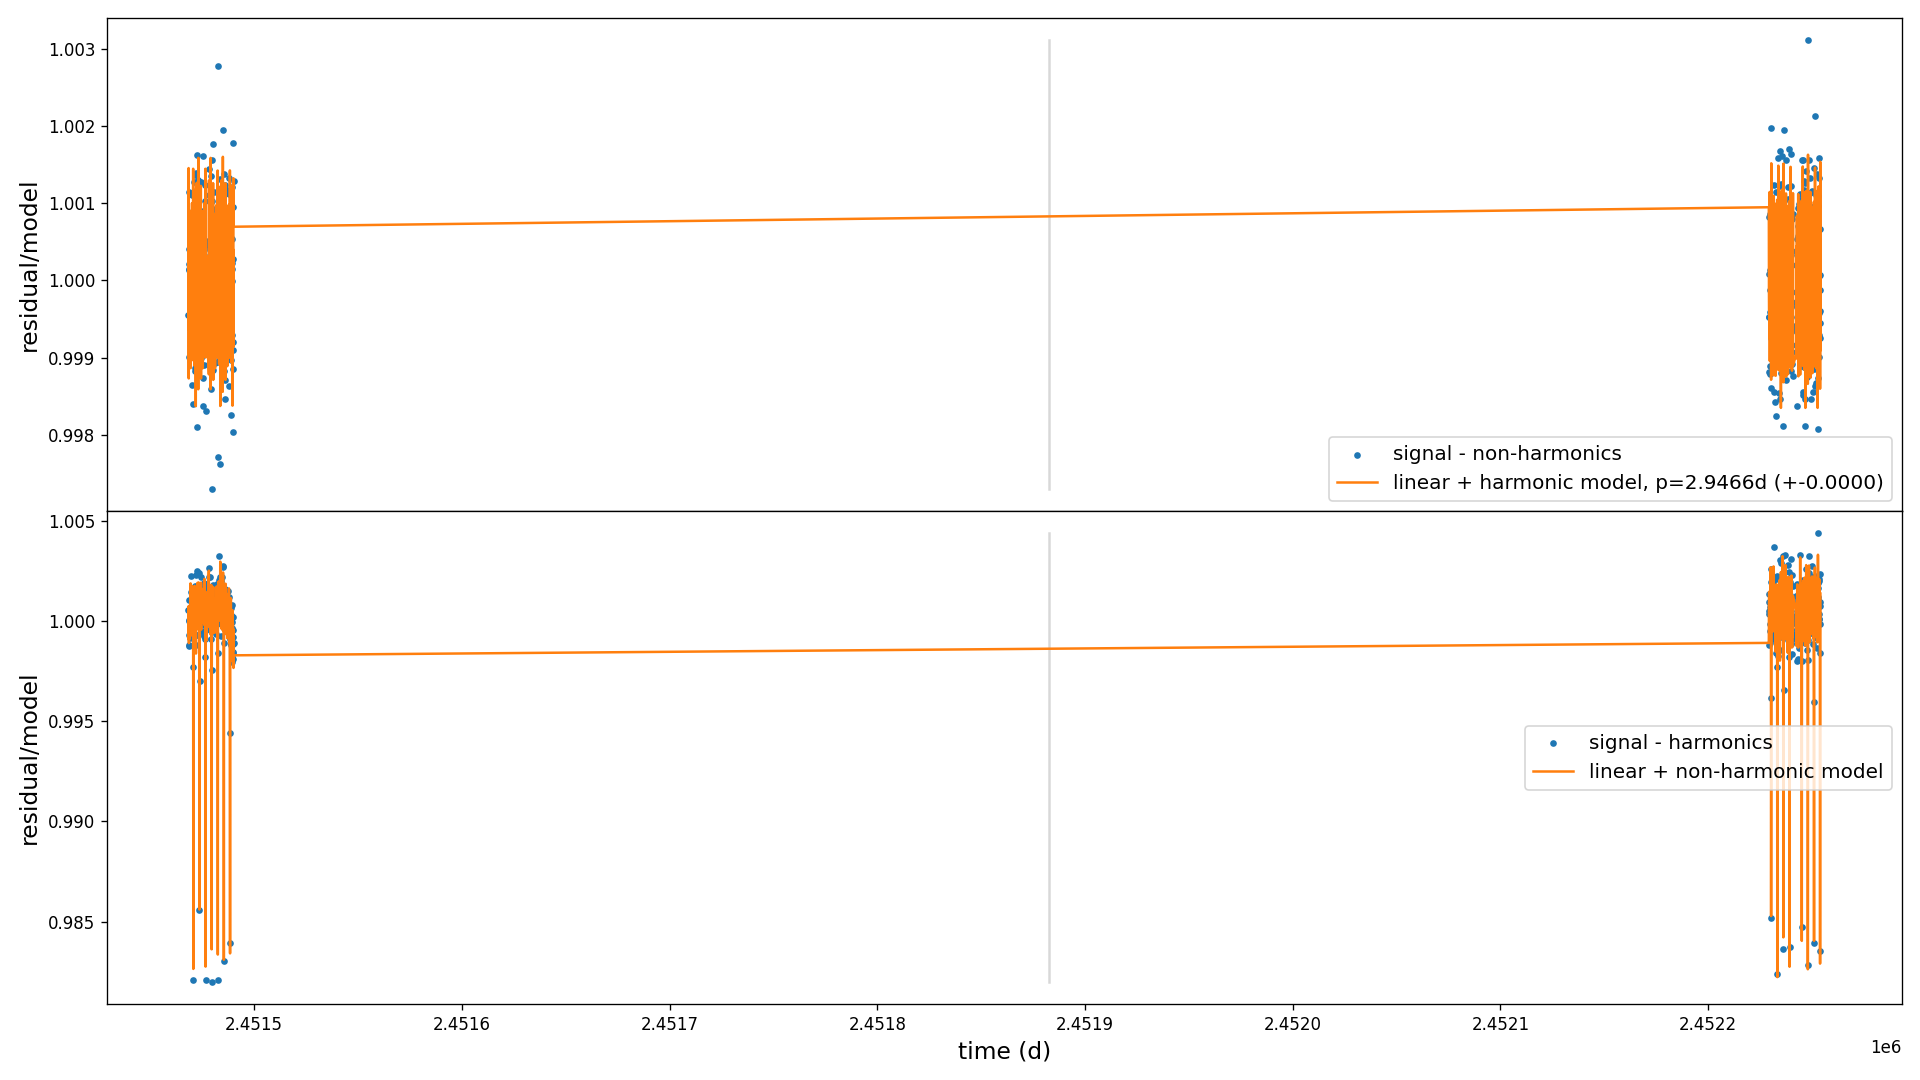 1.003
1.002
1.001
1.000
0.999
0.998
residual/model
signal - non-harmonics
linear + harmonic model, p=2.9466d (+-0.0000)
1.005
1.000
0.995
0.990
0.985
residual/model
signal - harmonics
linear + non-harmonic model
2.4515 2.4516 2.4517 2.4518 2.4519 2.4520 2.4521 2.4522
1e6
time (d)